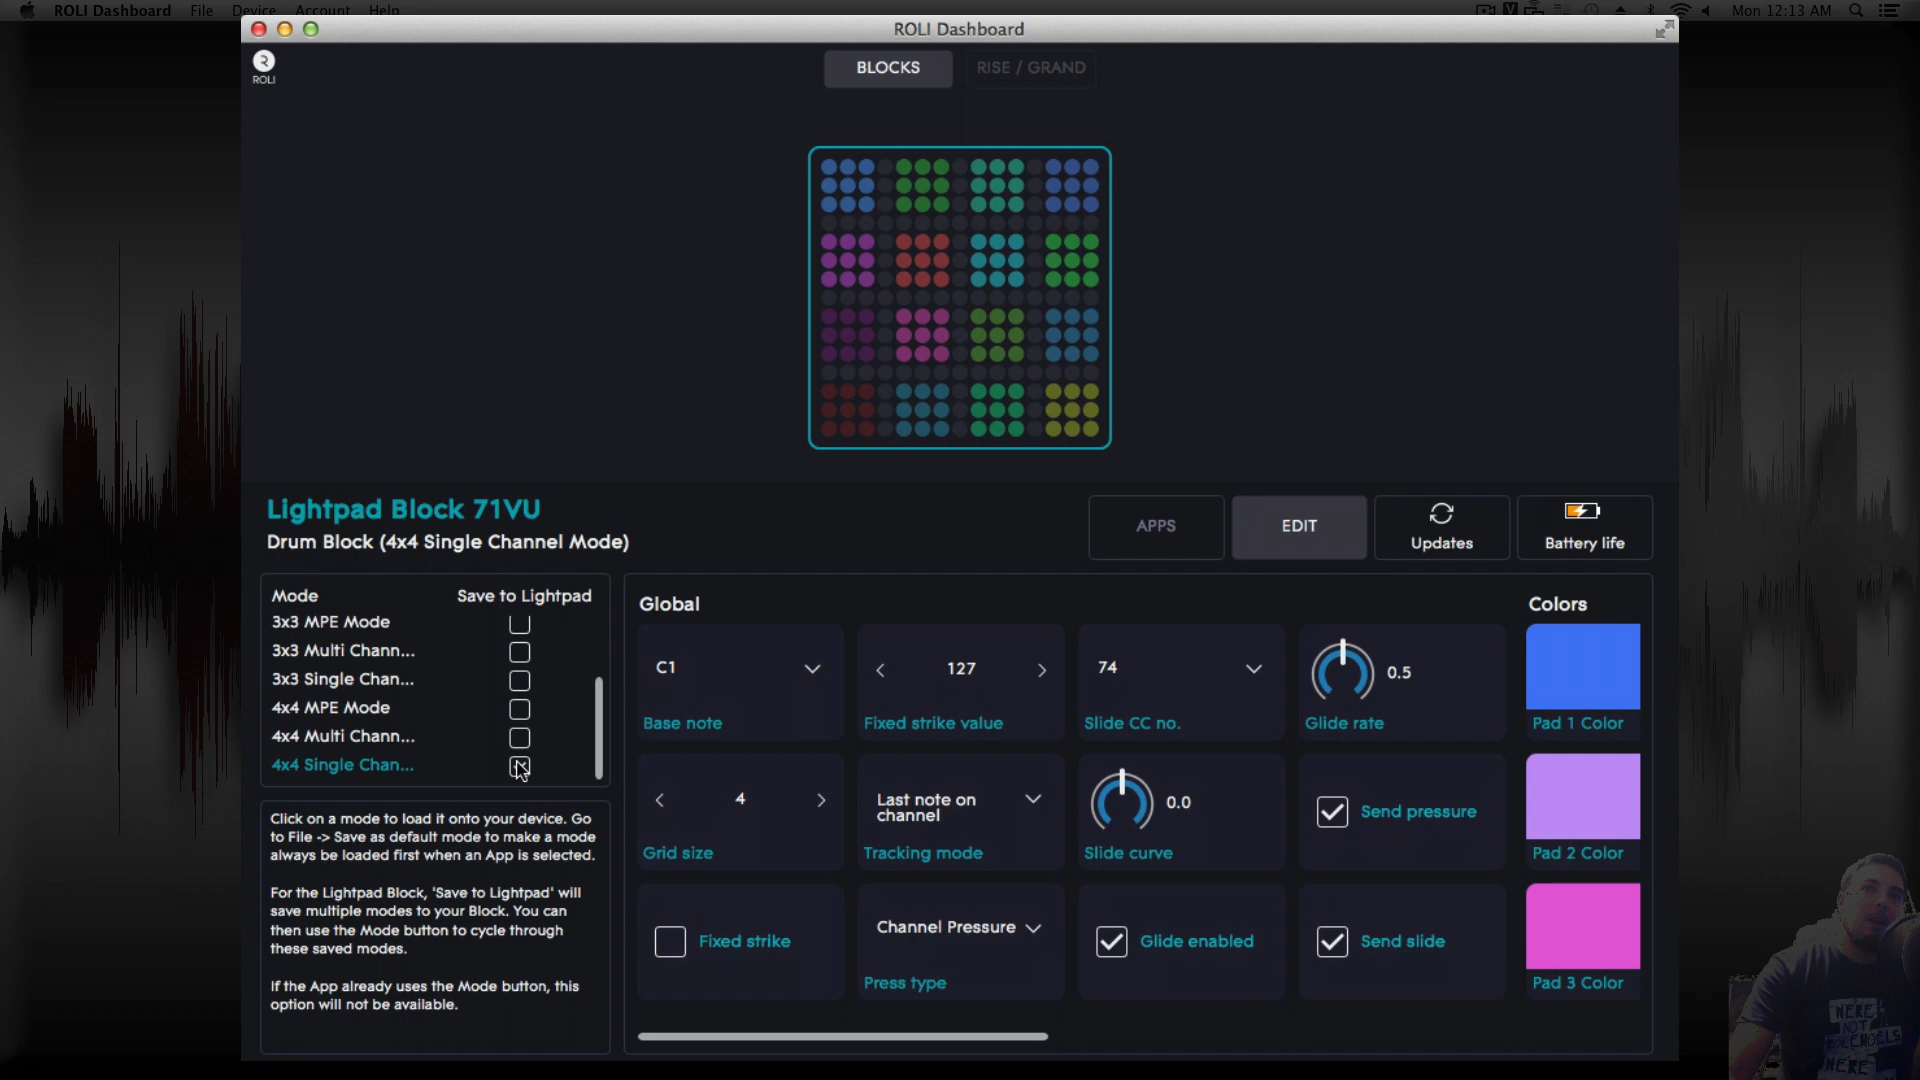 ROLI Dashboard File Device Account Help
Mon 12:13 AM
ROLI Dashboard
ROLI
BLOCKS
RISE / GRAND
Lightpad Block 71VU
Drum Block (4x4 Single Channel Mode)
APPS
EDIT
Updates
Battery life
Mode Save to Lightpad
3x3 MPE Mode
3x3 Multi Chann...
3x3 Single Chan...
4x4 MPE Mode
4x4 Multi Chann...
4x4 Single Chan...
Click on a mode to load it onto your device. Go
to File -> Save as default mode to make a mode
always be loaded first when an App is selected.
For the Lightpad Block, 'Save to Lightpad' will
save multiple modes to your Block. You can
then use the Mode button to cycle through
these saved modes.
If the App already uses the Mode button, this
option will not be available.
Global
C1
Base note
127
Fixed strike value
74
Slide CC no.
0.5
Glide rate
4
Grid size
Last note on
channel
Tracking mode
0.0
Slide curve
Send pressure
Fixed strike
Channel Pressure
Press type
Glide enabled
Send slide
Colors
Pad 1 Color
Pad 2 Color
Pad 3 Color
WERE
NOT
WERE